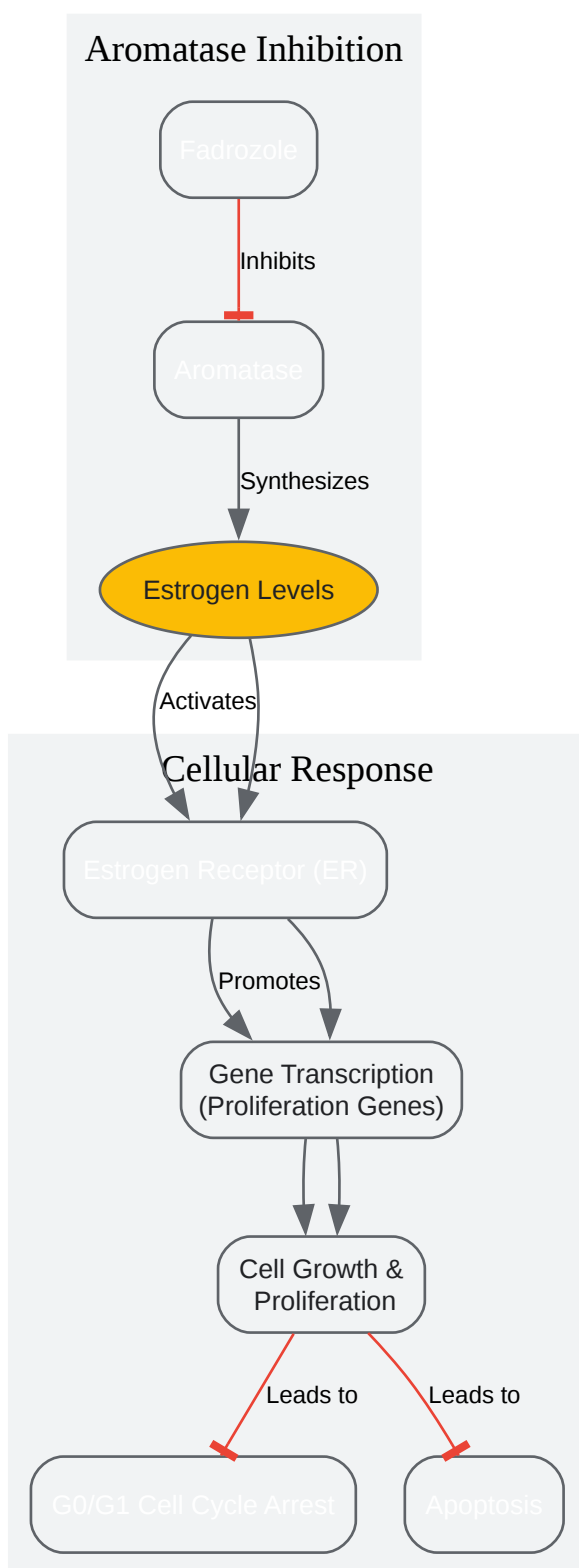 Aromatase Inhibition
Fadrozole
Inhibits
Aromatase
Synthesizes
Estrogen Levels
Activates
Cellular Response
Estrogen Receptor (ER)
Promotes
Gene Transcription
(Proliferation Genes)
Cell Growth &
Proliferation
Leads to
Leads to
G0/G1 Cell Cycle Arrest
Apoptosis